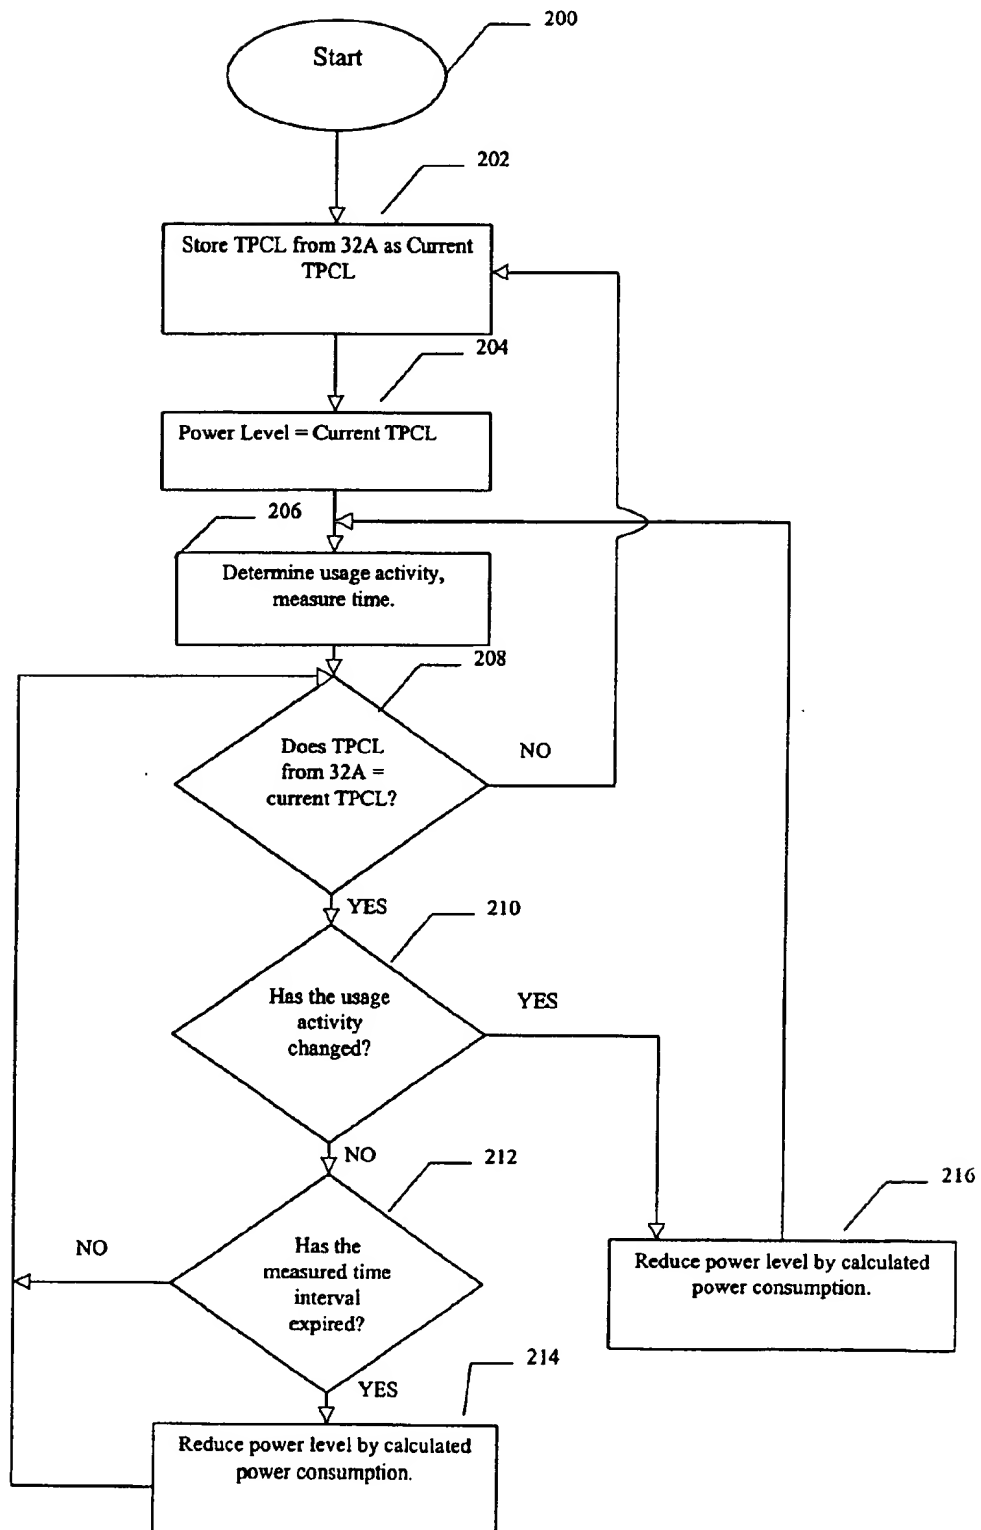 200
Start
202
Store TPCL from 32A as Current
TPCL
204
Power Level = Current TPCL
206
Determine usage activity,
measure time.
208
Does TPCL
from 32A =
current TPCL?
NO
YES
210
Has the usage
activity
changed?
YES
NO
212
216
NO
Has the
measured time
interval
expired?
Reduce power level by calculated
power consumption.
YES
214
Reduce power level by calculated
power consumption.